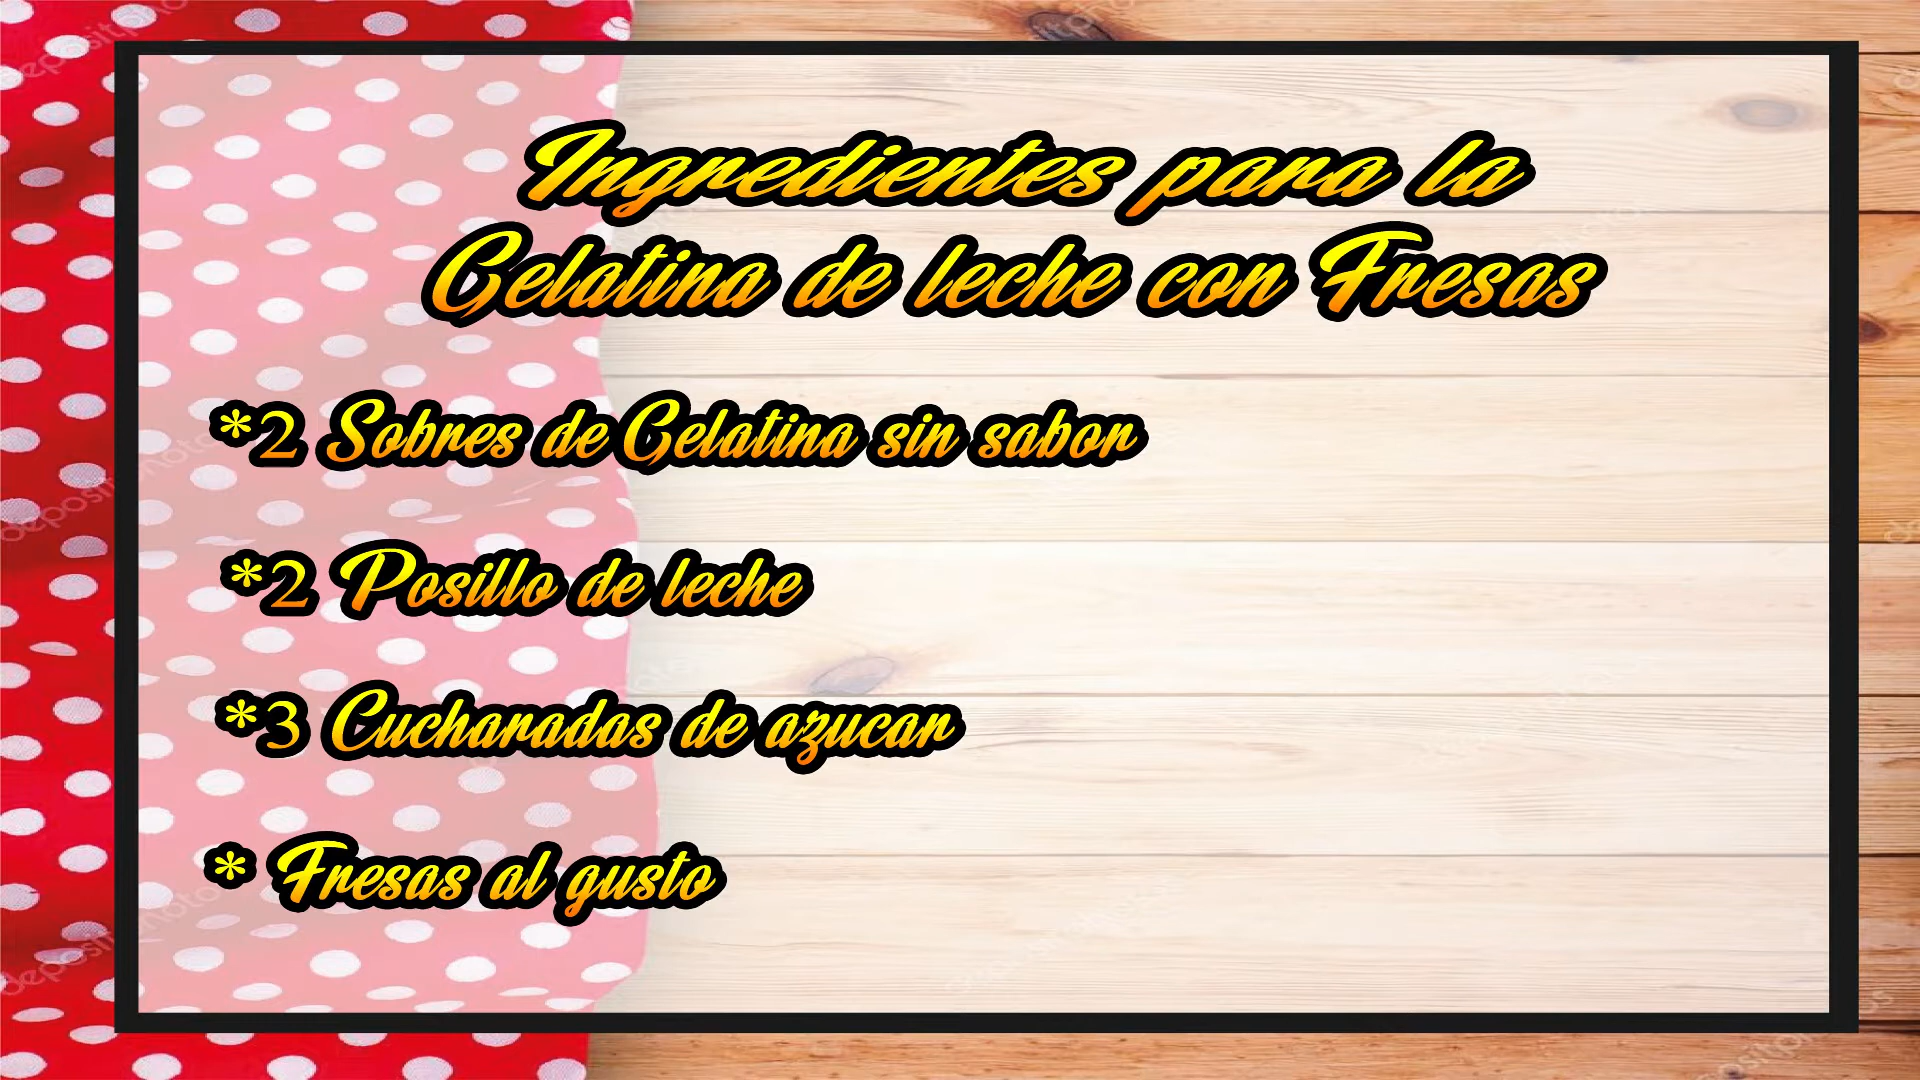 Ingredientes para la
Gelatina de leche con Fresas
*2 Sobres de Gelatina sin sabor
*2 Posillo de leche
*3 Cucharadas de azucar
* Fresas al gusto